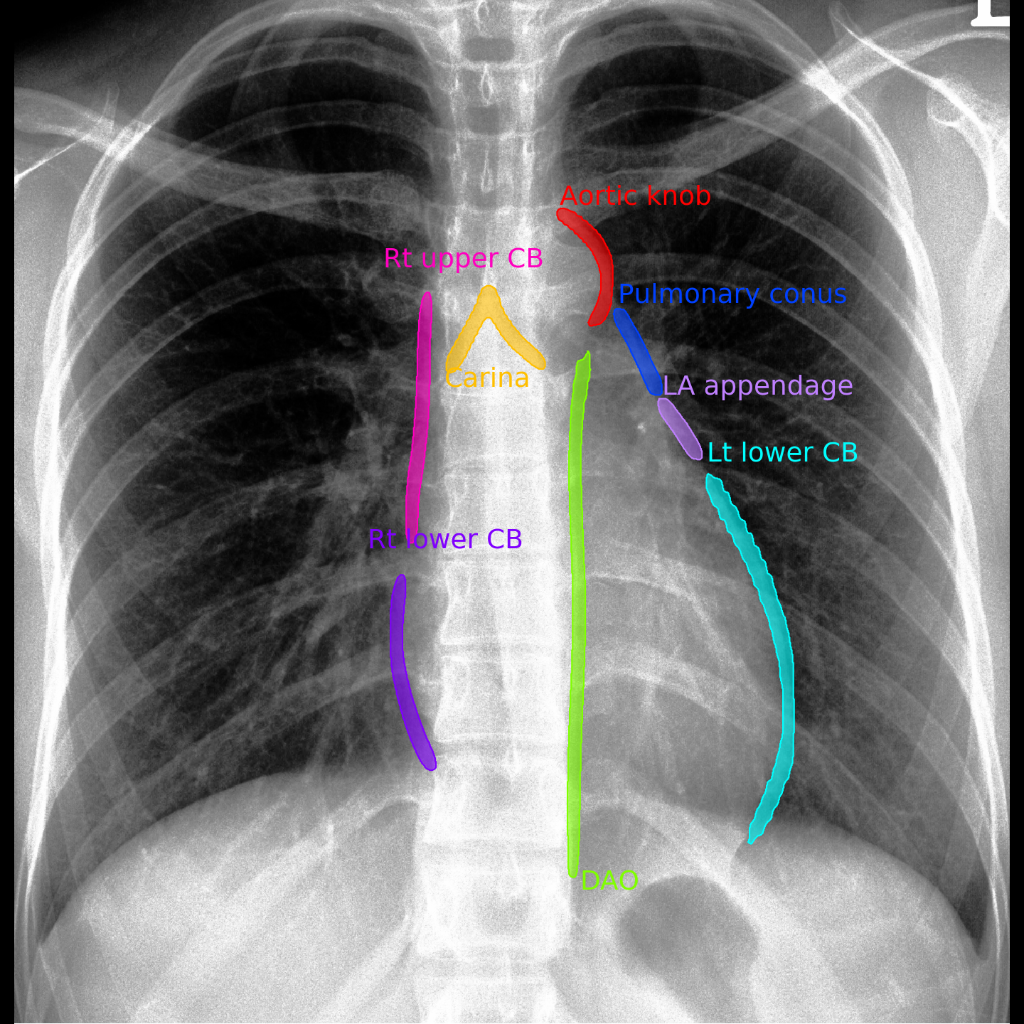 L
Aortic knob
Rt upper CB
Pulmonary conus
Carina
LA appendage
Lt lower CB
Rt lower CB
DAO